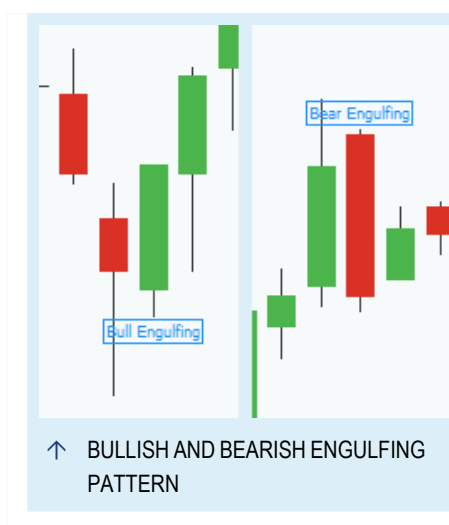 Bear Engulfing
Bull Engulfing
↑ BULLISH AND BEARISH ENGULFING
PATTERN